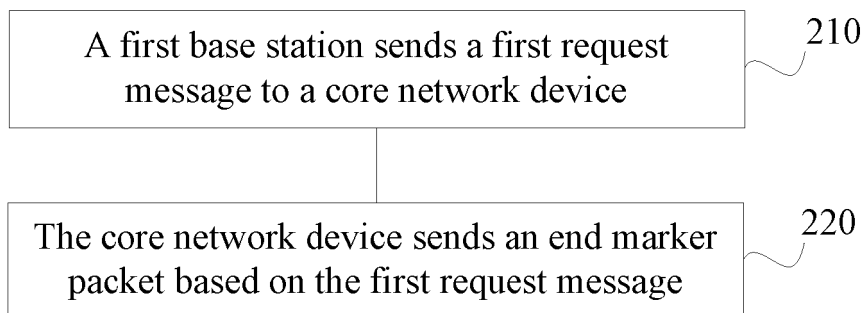 A first base station sends a first request
message to a core network device
210
The core network device sends an end marker
packet based on the first request message
220